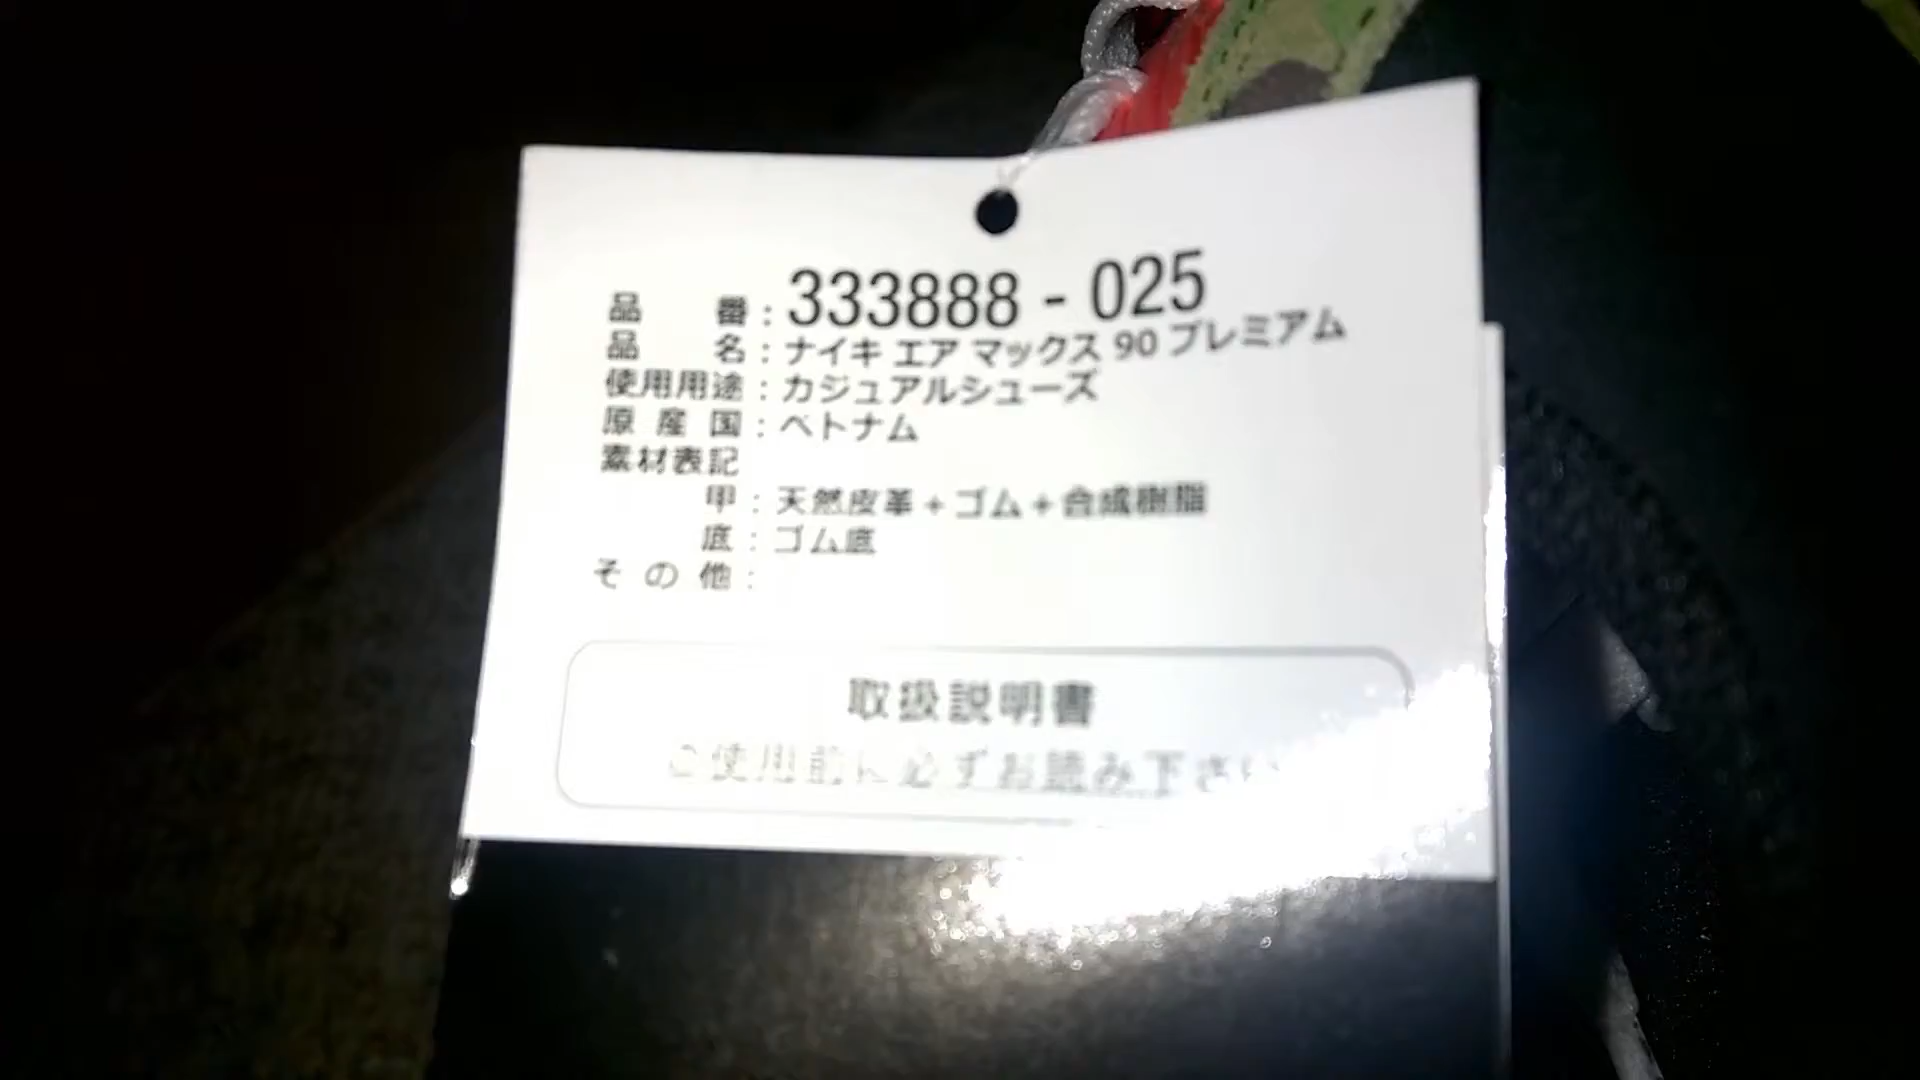 品 番 : 333888 - 025
品 名 : ナイキ エア マックス 90 プレミアム
使用用途 : カジュアルシューズ
原 産 国 : ベトナム
素材表記
甲 : 天然皮革 + ゴム + 合成樹脂
底 : ゴム底
そ の 他 :
取扱説明書
ご使用前に必ずお読み下さい